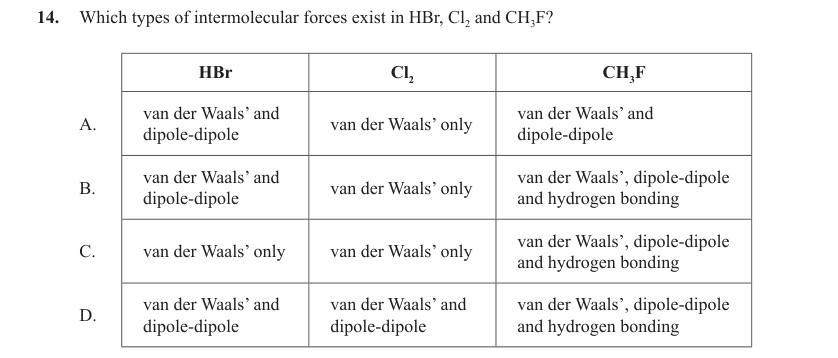 14. Which types of intermolecular forces exist in HBr, Cl₂ and CH₃F?
HBr Cl₂ CH₃F
A. van der Waals’ and dipole-dipole van der Waals’ only van der Waals’ and dipole-dipole
B. van der Waals’ and dipole-dipole van der Waals’ only van der Waals’, dipole-dipole and hydrogen bonding
C. van der Waals’ only van der Waals’ only van der Waals’, dipole-dipole and hydrogen bonding
D. van der Waals’ and dipole-dipole van der Waals’ and dipole-dipole van der Waals’, dipole-dipole and hydrogen bonding